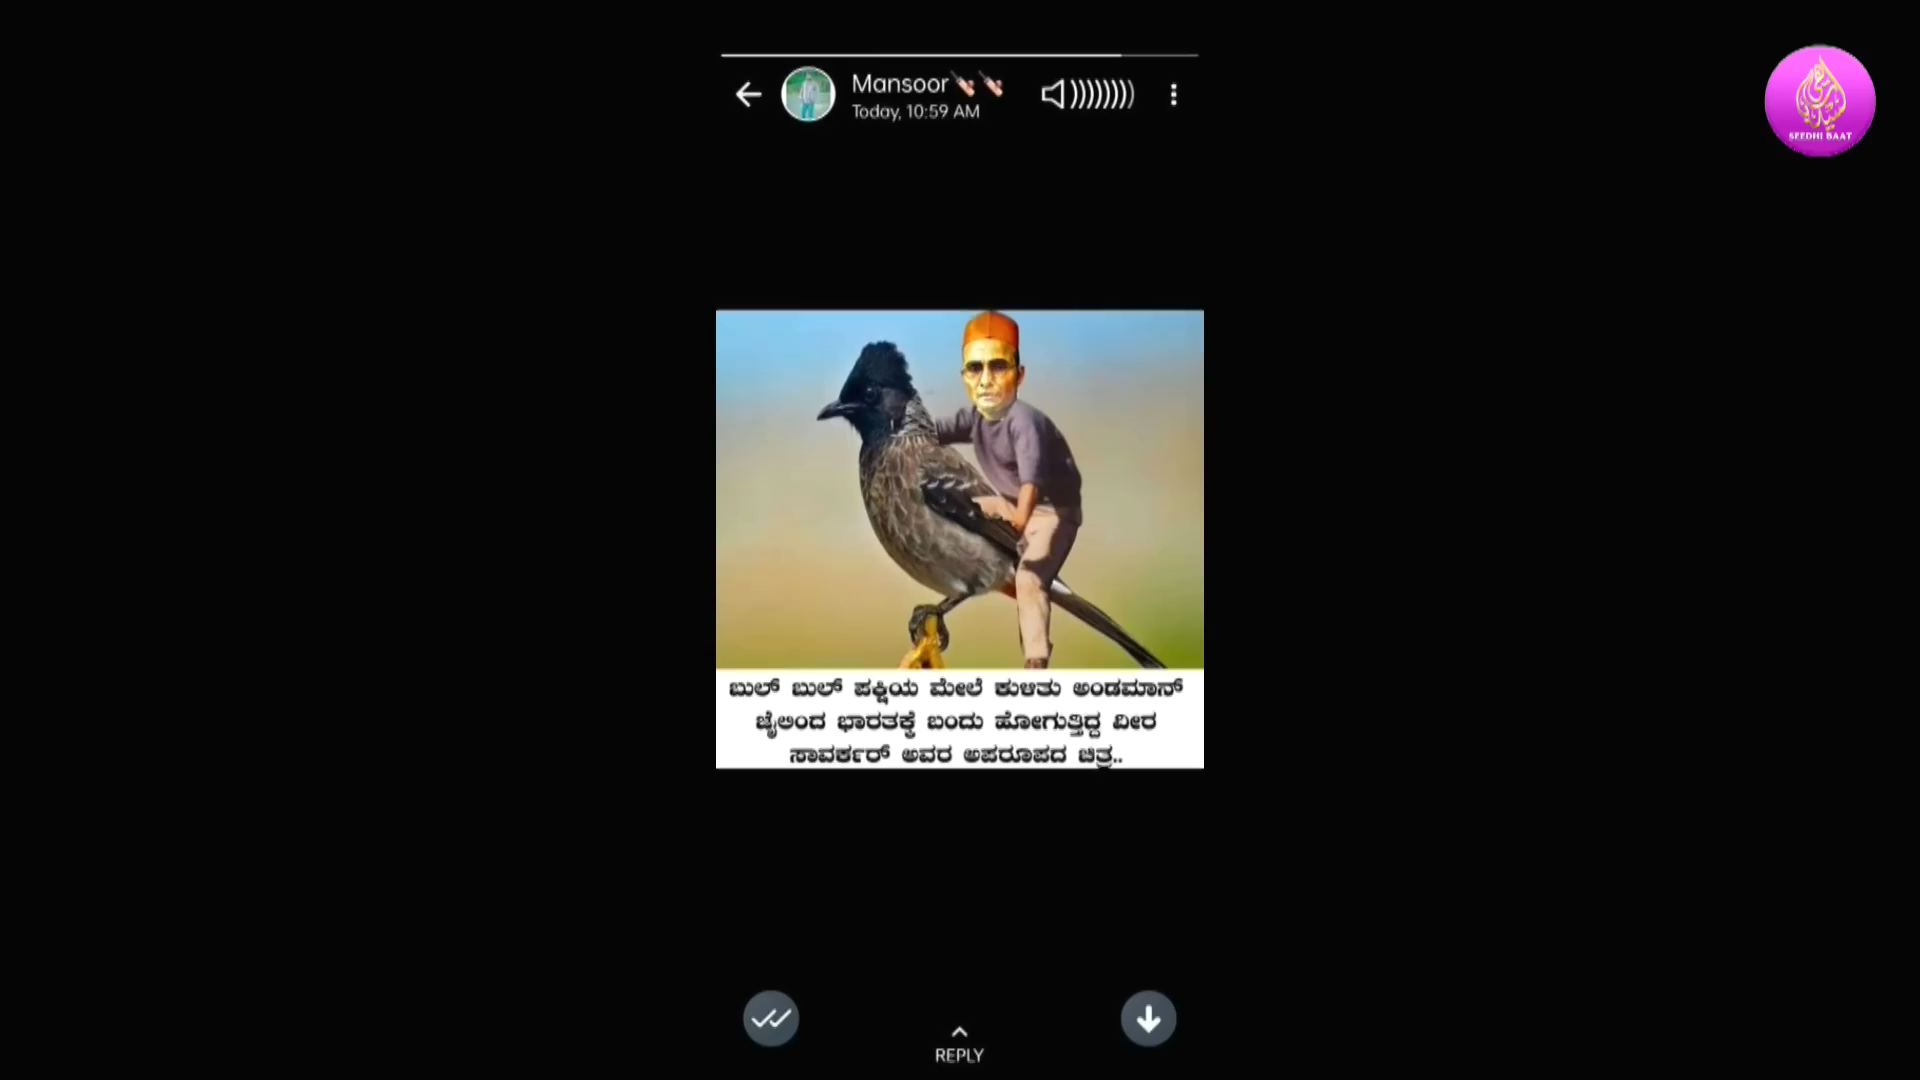 Mansoor
Today, 10:59 AM
SEEDHI BAAT
ಬುಲ್ ಬುಲ್ ಪಕ್ಷಿಯ ಮೇಲೆ ಕುಳಿತು ಅಂಡಮಾನ್
ಜೈಲಿಂದ ಭಾರತಕ್ಕೆ ಬಂದು ಹೋಗುತ್ತಿದ್ದ ವೀರ
ಸಾವರ್ಕರ್ ಅವರ ಅಪರೂಪದ ಚಿತ್ರ..
REPLY